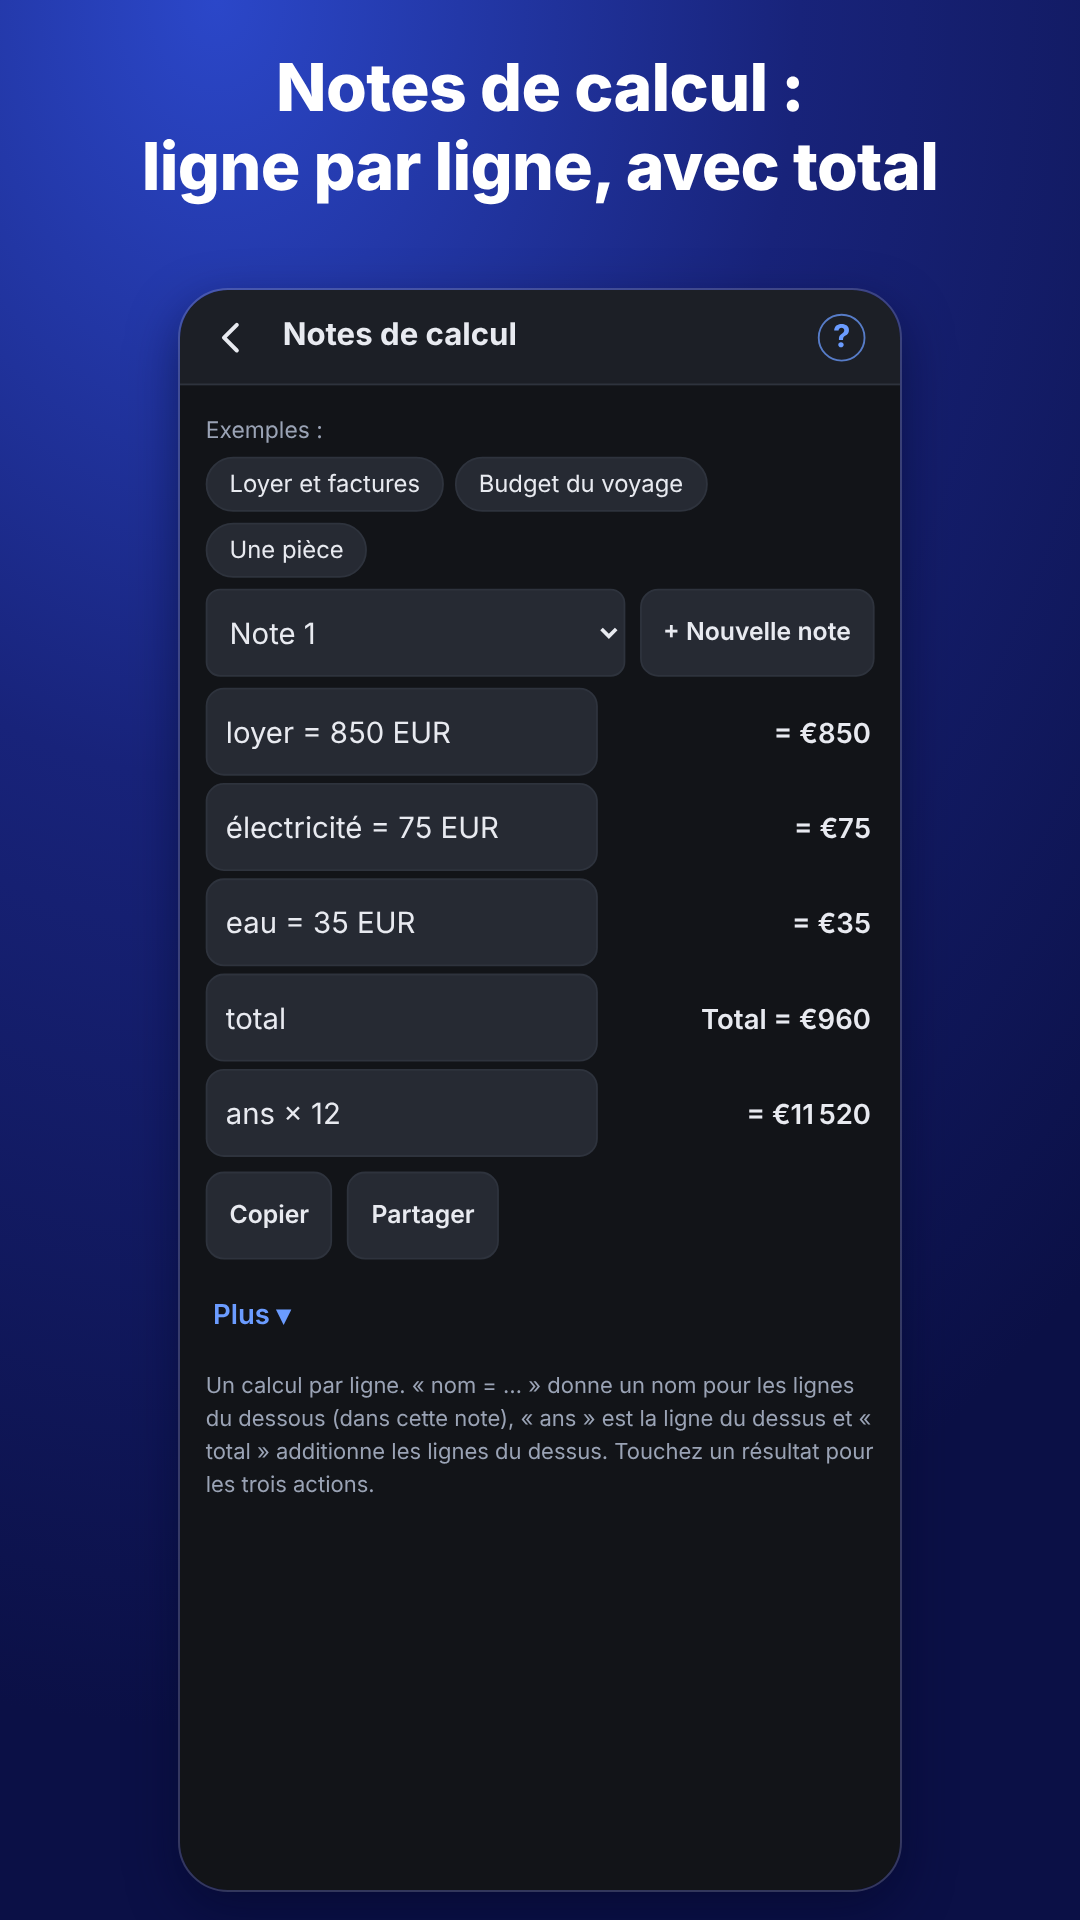 Notes de calcul :
ligne par ligne, avec total
Notes de calcul
?
Exemples :
Loyer et factures
Budget du voyage
Une pièce
Note 1
+ Nouvelle note
loyer = 850 EUR
= €850
électricité = 75 EUR
= €75
eau = 35 EUR
= €35
total
Total = €960
ans × 12
= €11 520
Copier
Partager
Plus ▾
Un calcul par ligne. « nom = ... » donne un nom pour les lignes
du dessous (dans cette note), « ans » est la ligne du dessus et «
total » additionne les lignes du dessus. Touchez un résultat pour
les trois actions.